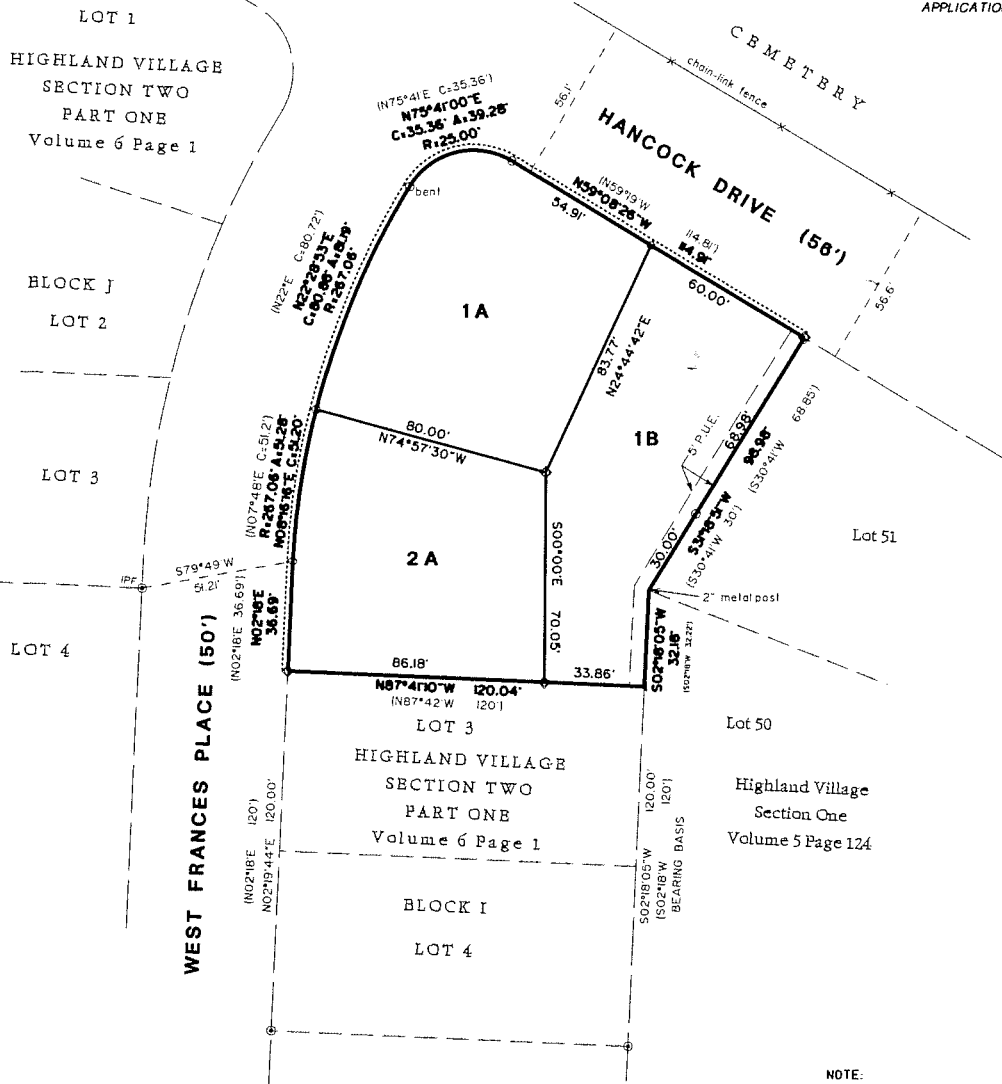 APPLICATION
LOT 1
HIGHLAND VILLAGE
SECTION TWO
PART ONE
Volume 6 Page 1
CEMETERY
chain-link fence
56.1'
HANCOCK DRIVE (56')
56.6'
(N75°41'E C=35.36')
N75°41'00"E
C=35.36' A=39.28'
R=25.00'
bent
(N59°19'W
N59°08'26"W
54.91'
114.81')
114.91'
60.00'
(N22°E C=80.72')
N22°28'53"E
C=80.86' A=81.19'
R=267.06'
BLOCK J
LOT 2
1A
83.77'
N24°44'42"E
1B
5' P.U.E.
68.98'
98.98'
S31°18'51"W
(S30°41'W 68.85')
(S30°41'W 30')
30.00'
80.00'
N74°57'30"W
LOT 3
(N07°48'E C=51.21')
R=267.06' A=51.28'
N08°16'16"E C=51.20'
Lot 51
2A
S00°00'E 70.05'
S79°49'W
51.21'
IPF
2" metal post
LOT 4
(N02°18'E 36.69')
N02°18'E
36.69'
S02°18'05"W
32.18'
(S02°18'W 32.22')
86.18'
33.86'
N87°41'10"W 120.04'
(N87°42'W 120')
WEST FRANCES PLACE (50')
LOT 3
HIGHLAND VILLAGE
SECTION TWO
PART ONE
Volume 6 Page 1
Lot 50
Highland Village
Section One
Volume 5 Page 124
(N02°18'E 120')
N02°19'44"E 120.00'
S02°18'05"W 120.00'
(S02°18'W 120')
BEARING BASIS
BLOCK I
LOT 4
NOTE: